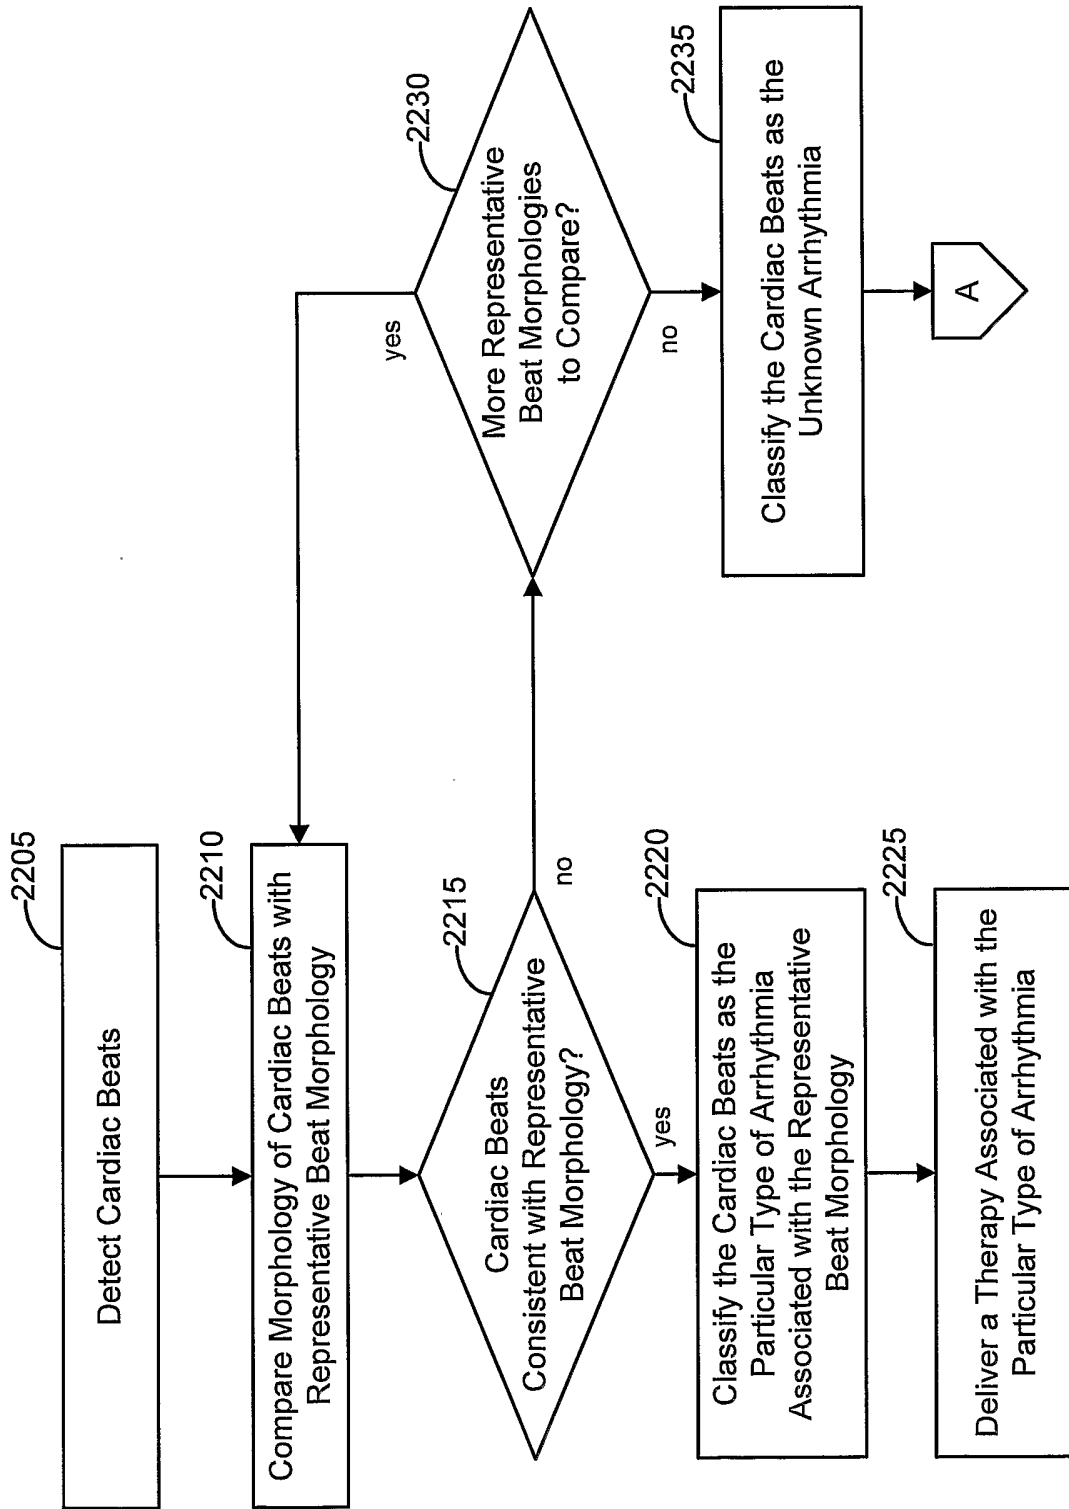 2205
Detect Cardiac Beats
2210
Compare Morphology of Cardiac Beats with
Representative Beat Morphology
2215
Cardiac Beats
Consistent with Representative
Beat Morphology?
no
yes
2220
Classify the Cardiac Beats as the
Particular Type of Arrhythmia
Associated with the Representative
Beat Morphology
2225
Deliver a Therapy Associated with the
Particular Type of Arrhythmia
2230
More Representative
Beat Morphologies
to Compare?
yes
no
2235
Classify the Cardiac Beats as the
Unknown Arrhythmia
A